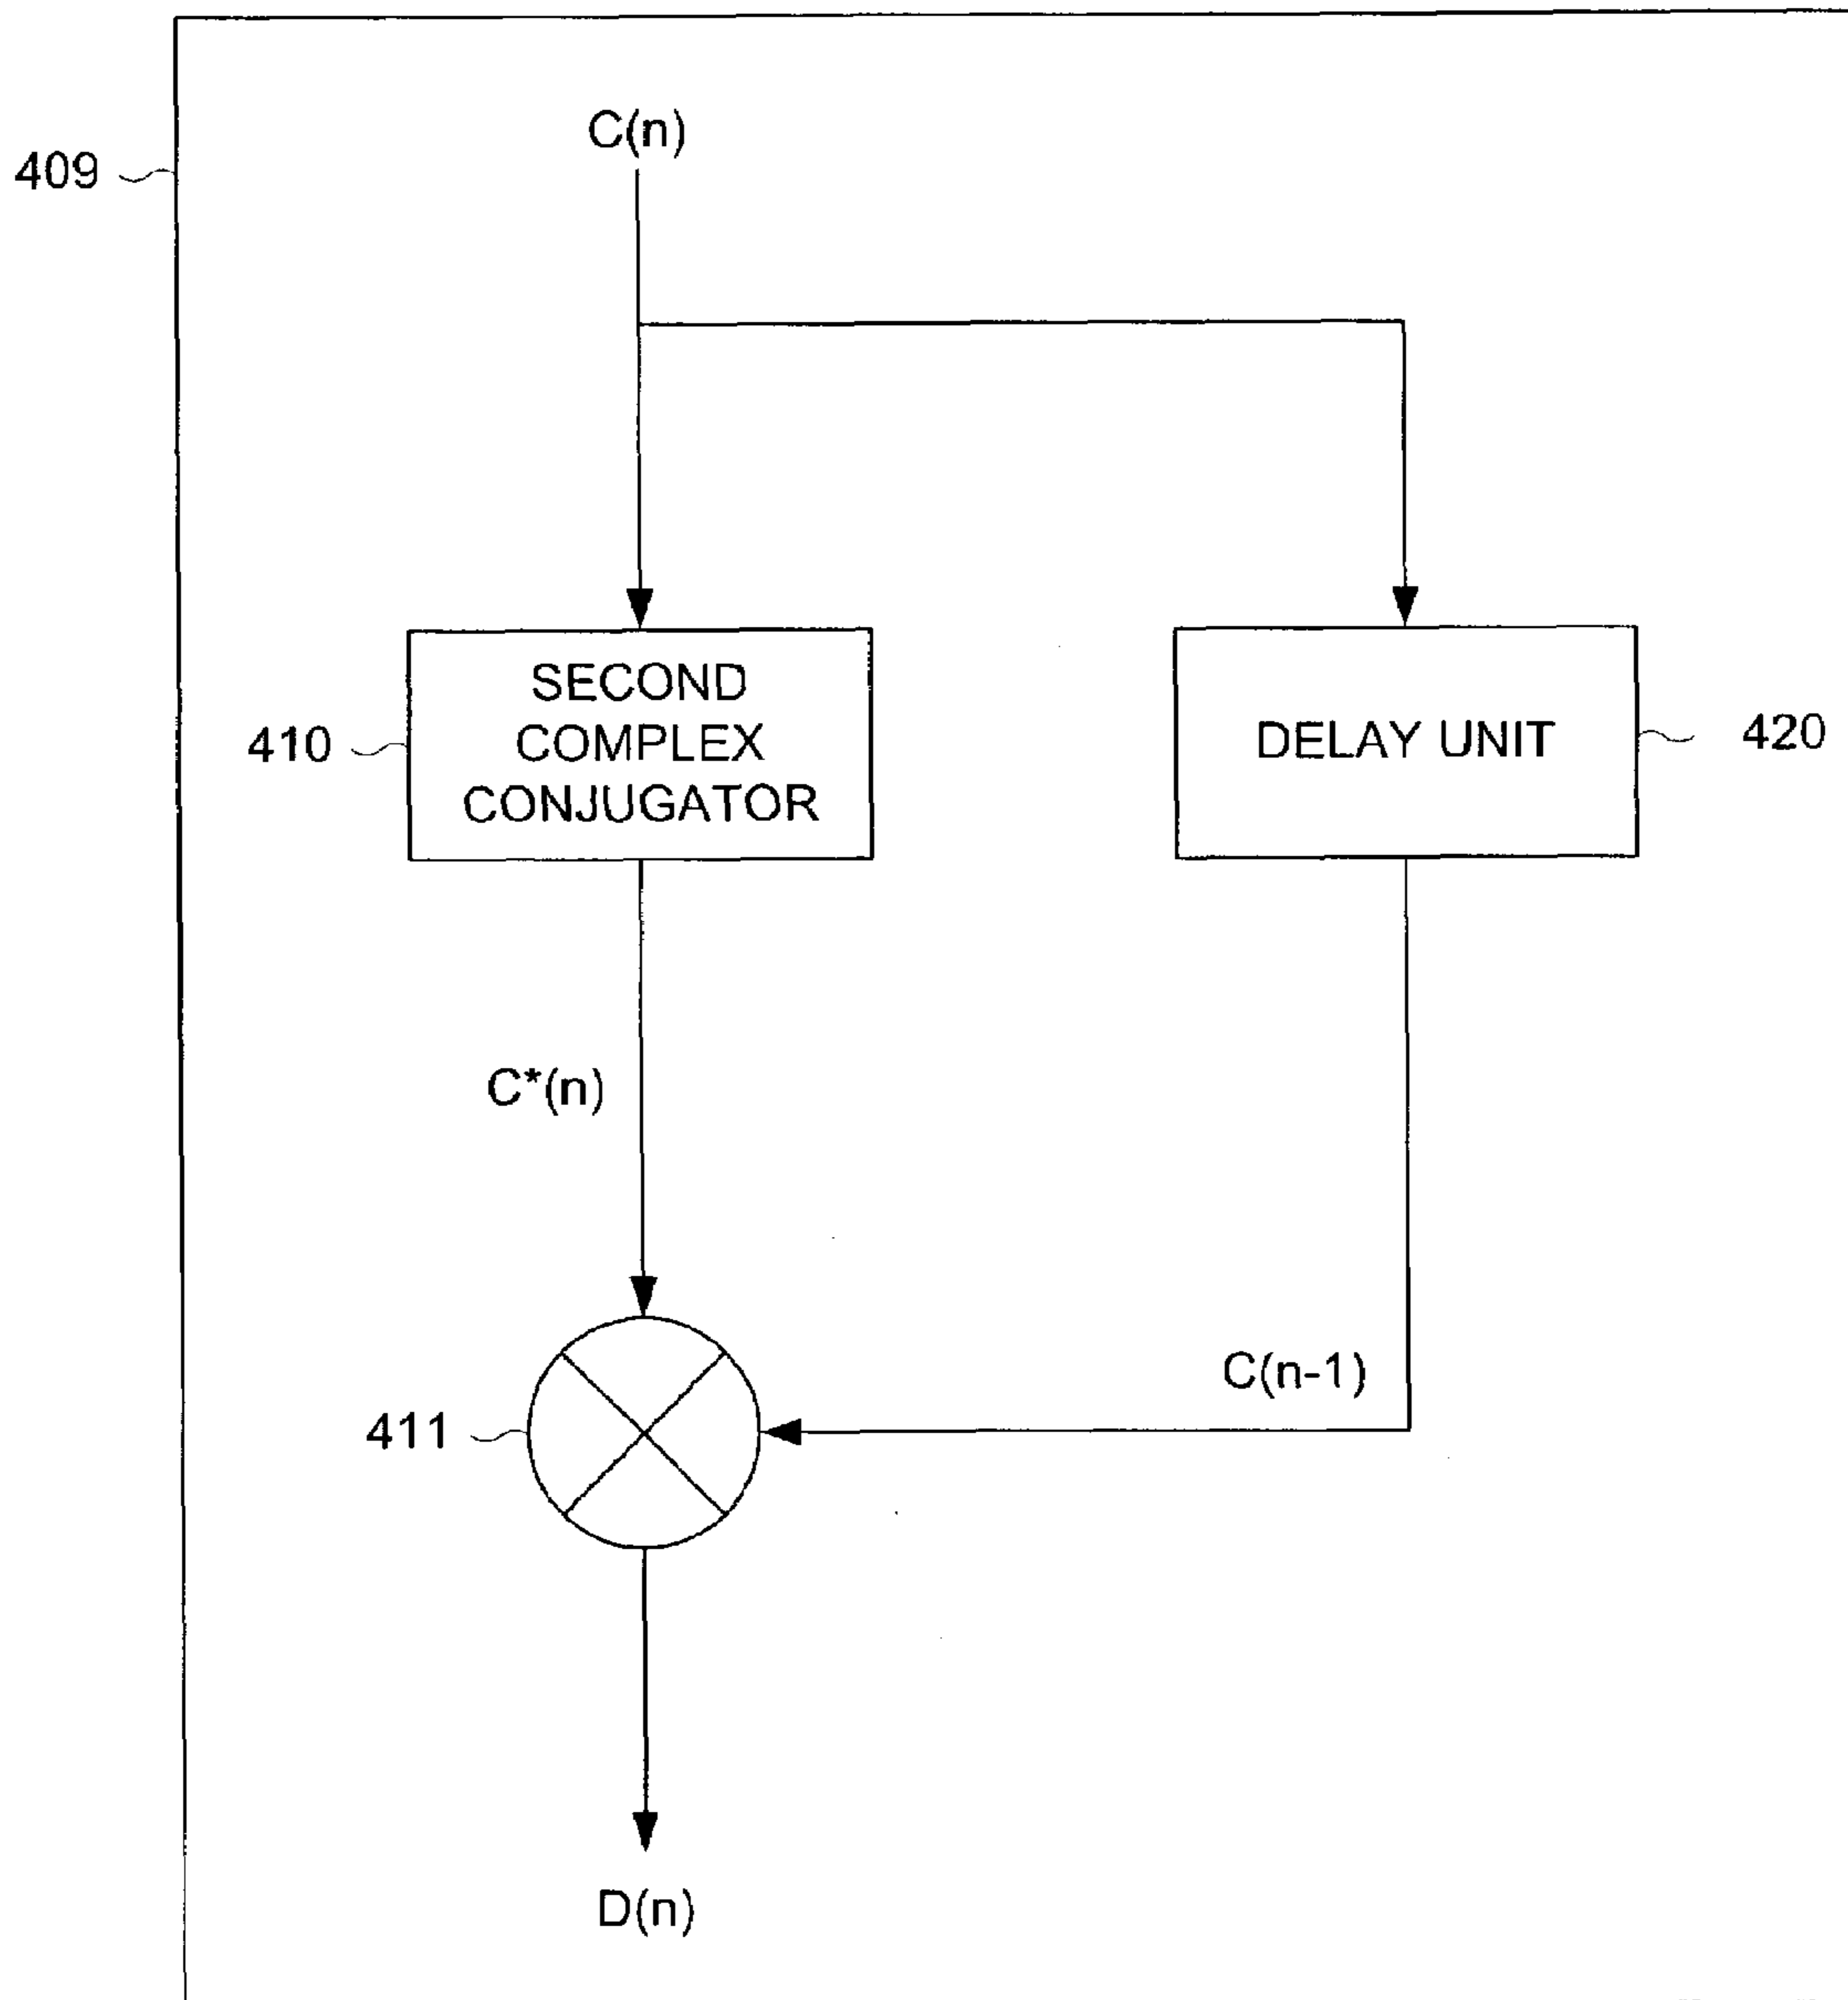 C(n)
409
SECOND
COMPLEX
CONJUGATOR
410
DELAY UNIT
420
C*(n)
C(n-1)
411
D(n)